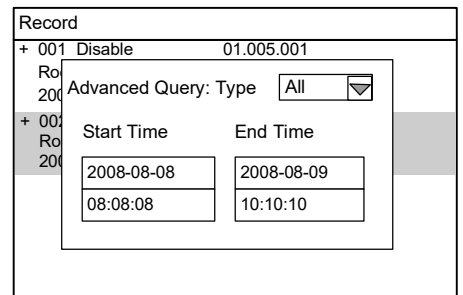 Record
+ 001 Disable 01.005.001
Advanced Query: Type All
Start Time End Time
2008-08-08 2008-08-09
08:08:08 10:10:10